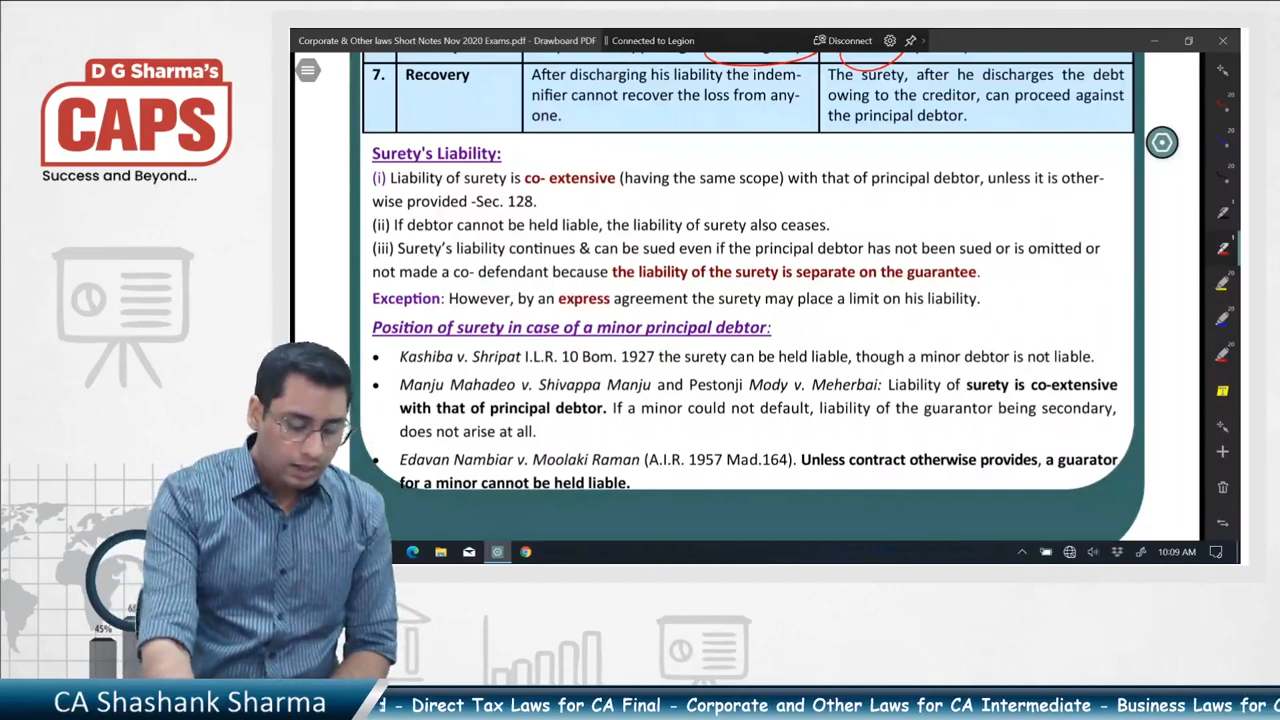 Corporate & Other laws Short Notes Nov 2020 Exams.pdf - Drawboard PDF
Connected to Legion
Disconnect
D G Sharma's
CAPS
Success and Beyond...
7. Recovery
After discharging his liability the indem-
nifier cannot recover the loss from any-
one.
The surety, after he discharges the debt
owing to the creditor, can proceed against
the principal debtor.
Surety's Liability:
(i) Liability of surety is co- extensive (having the same scope) with that of principal debtor, unless it is other-
wise provided -Sec. 128.
(ii) If debtor cannot be held liable, the liability of surety also ceases.
(iii) Surety's liability continues & can be sued even if the principal debtor has not been sued or is omitted or
not made a co- defendant because the liability of the surety is separate on the guarantee.
Exception: However, by an express agreement the surety may place a limit on his liability.
Position of surety in case of a minor principal debtor:
• Kashiba v. Shripat I.L.R. 10 Bom. 1927 the surety can be held liable, though a minor debtor is not liable.
• Manju Mahadeo v. Shivappa Manju and Pestonji Mody v. Meherbai: Liability of surety is co-extensive
with that of principal debtor. If a minor could not default, liability of the guarantor being secondary,
does not arise at all.
• Edavan Nambiar v. Moolaki Raman (A.I.R. 1957 Mad.164). Unless contract otherwise provides, a guarator
for a minor cannot be held liable.
20
20
20
1
1
20
20
20
20
10:09 AM
45%
CA Shashank Sharma
d - Direct Tax Laws for CA Final - Corporate and Other Laws for CA Intermediate - Business Laws for C